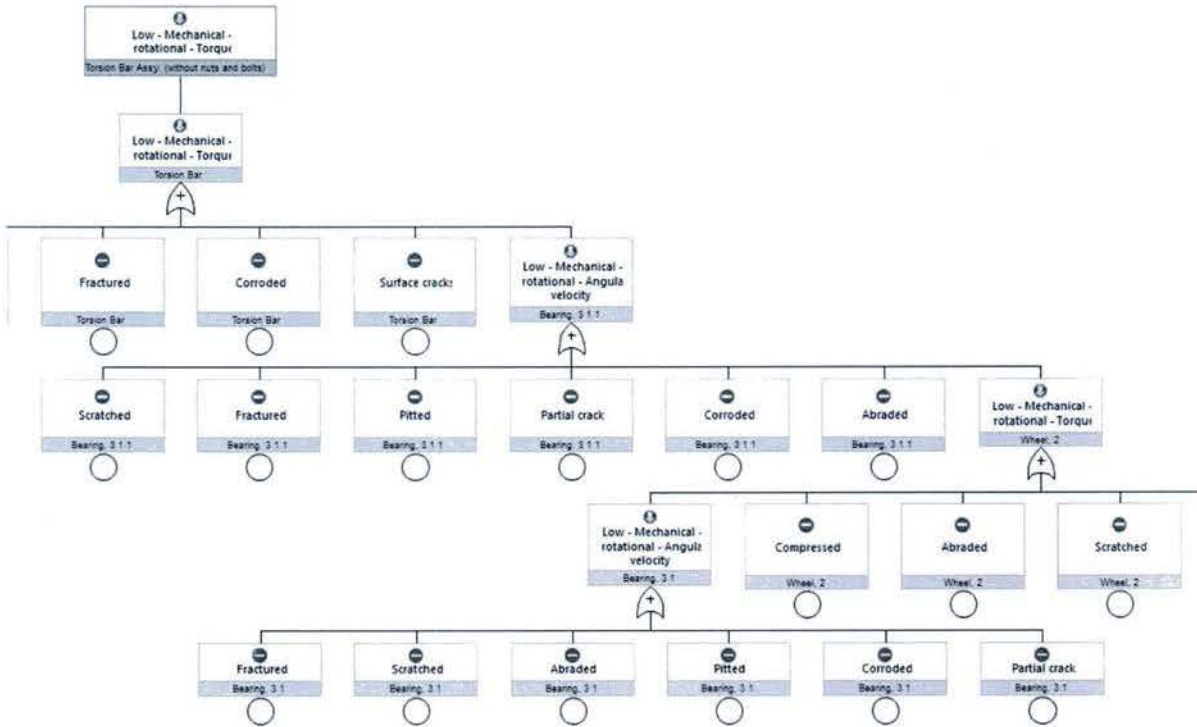 Low - Mechanical -
rotational - Torque
Torsion Bar Assy. (without nuts and bolts)
Low - Mechanical -
rotational - Torque
Torsion Bar
+
Fractured
Torsion Bar
Corroded
Torsion Bar
Surface cracks
Torsion Bar
Low - Mechanical -
rotational - Angula
velocity
Bearing, 3 1 1
+
Scratched
Bearing, 3 1 1
Fractured
Bearing, 3 1 1
Pitted
Bearing, 3 1 1
Partial crack
Bearing, 3 1 1
Corroded
Bearing, 3 1 1
Abraded
Bearing, 3 1 1
Low - Mechanical -
rotational - Torque
Wheel, 2
+
Low - Mechanical -
rotational - Angula
velocity
Bearing, 3 1
+
Compressed
Wheel, 2
Abraded
Wheel, 2
Scratched
Wheel, 2
Fractured
Bearing, 3 1
Scratched
Bearing, 3 1
Abraded
Bearing, 3 1
Pitted
Bearing, 3 1
Corroded
Bearing, 3 1
Partial crack
Bearing, 3 1